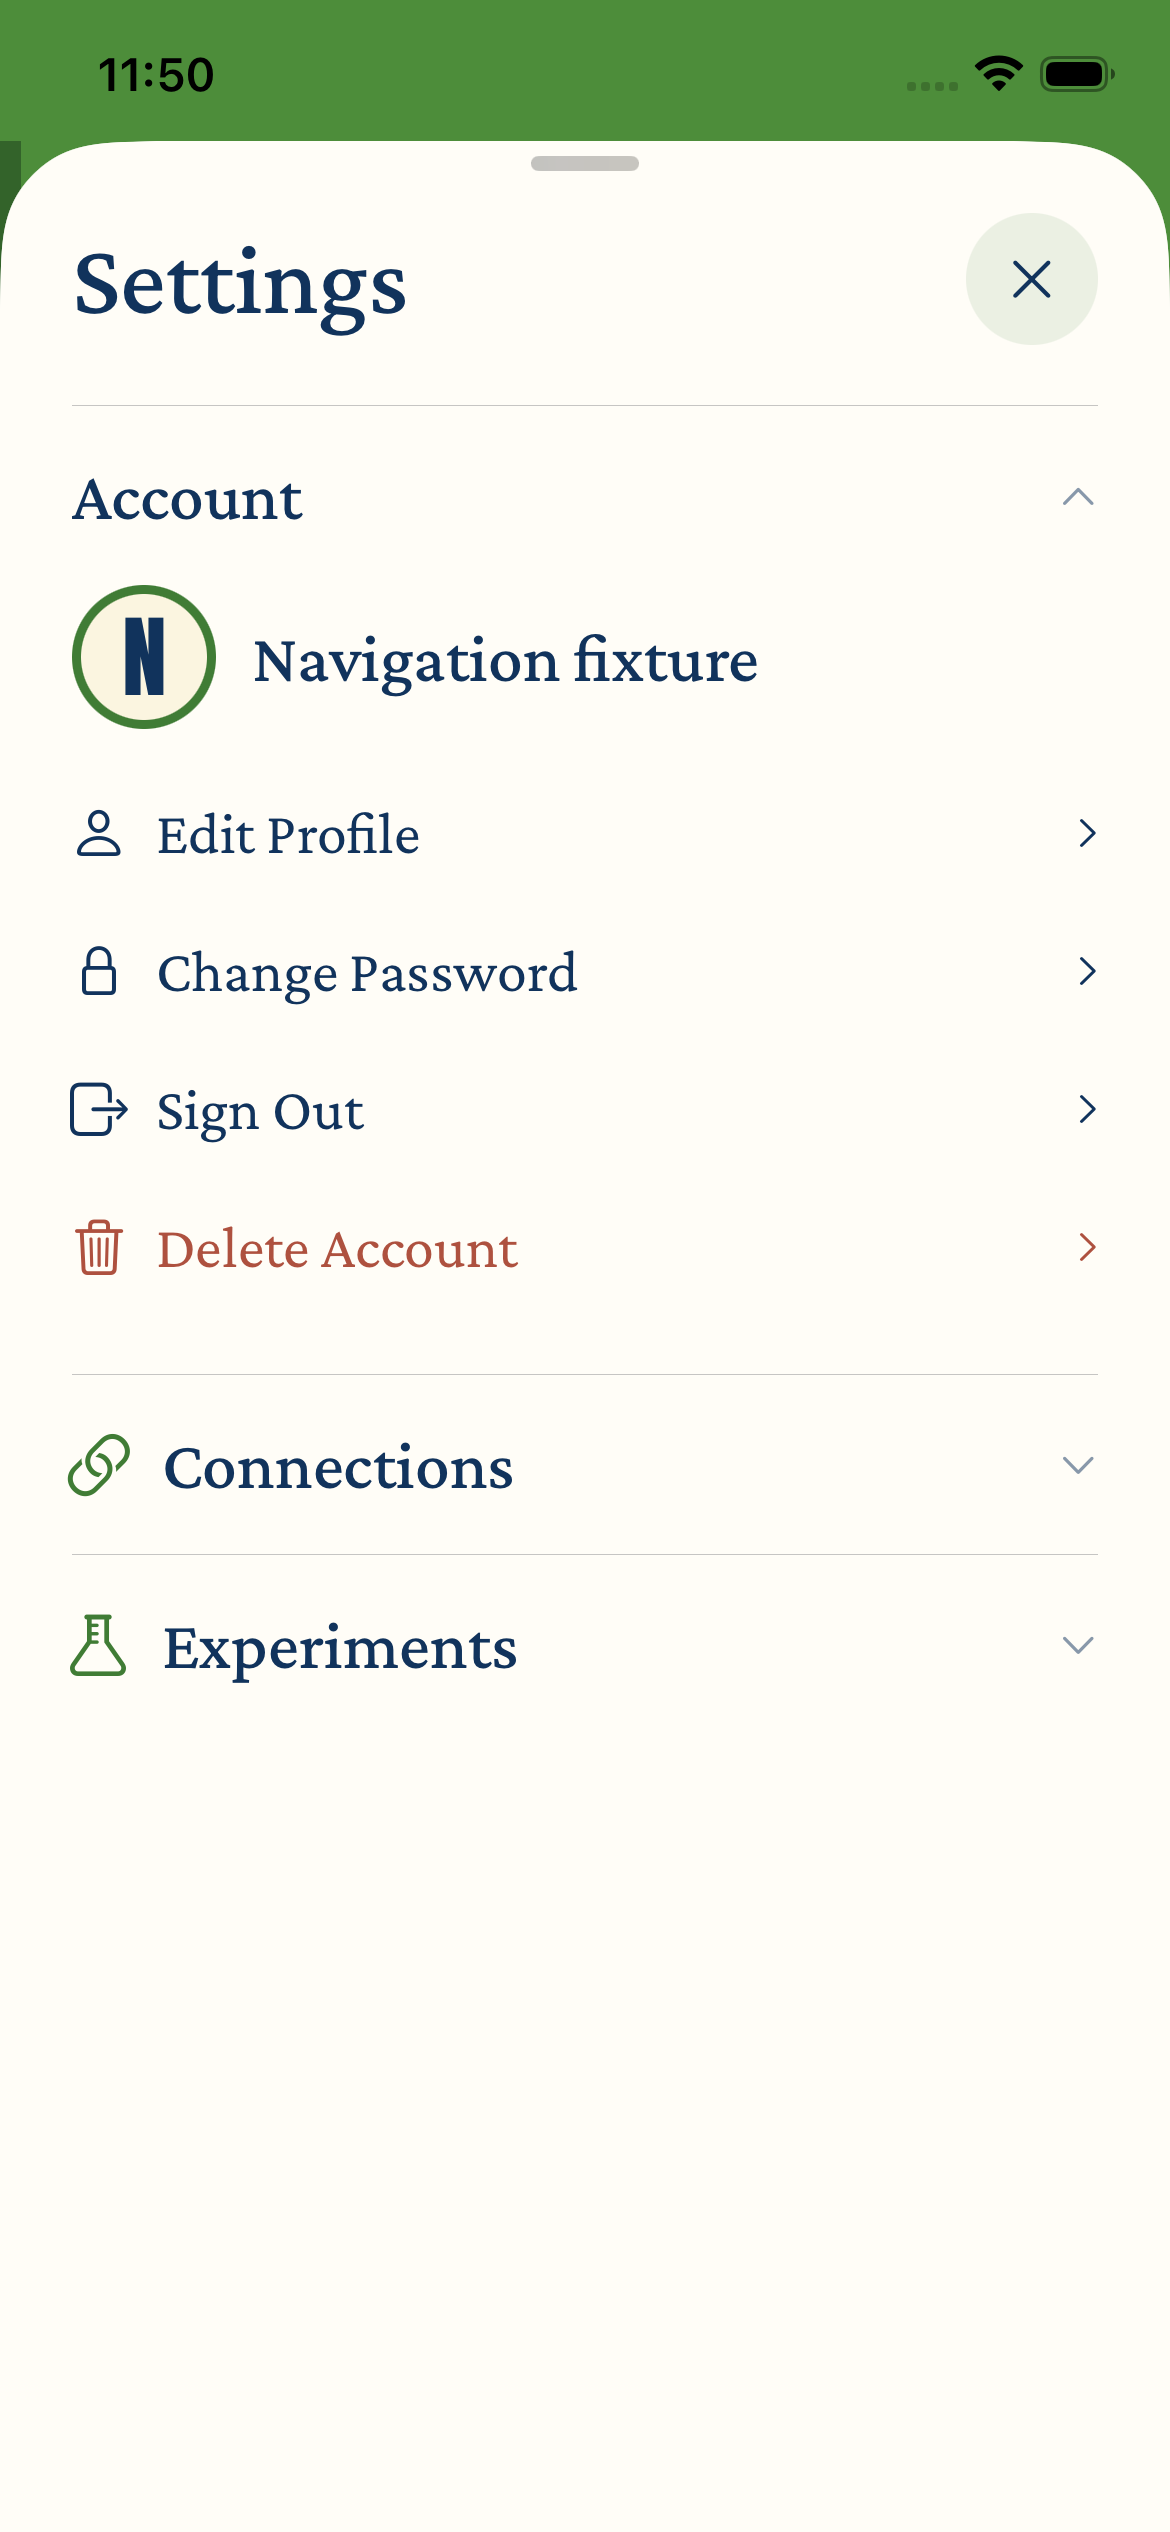 11:50
Settings
Account
N
Navigation fixture
Edit Profile
Change Password
Sign Out
Delete Account
Connections
Experiments